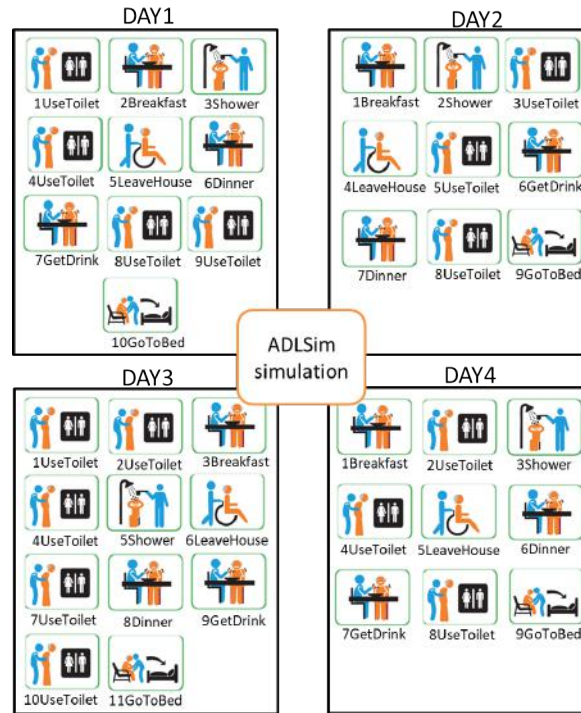 DAY1
1UseToilet 2Breakfast 3Shower
4UseToilet 5LeaveHouse 6Dinner
7GetDrink 8UseToilet 9UseToilet
10GoToBed
DAY2
1Breakfast 2Shower 3UseToilet
4LeaveHouse 5UseToilet 6GetDrink
7Dinner 8UseToilet 9GoToBed
ADLSim
simulation
DAY3
1UseToilet 2UseToilet 3Breakfast
4UseToilet 5Shower 6LeaveHouse
7UseToilet 8Dinner 9GetDrink
10UseToilet 11GoToBed
DAY4
1Breakfast 2UseToilet 3Shower
4UseToilet 5LeaveHouse 6Dinner
7GetDrink 8UseToilet 9GoToBed